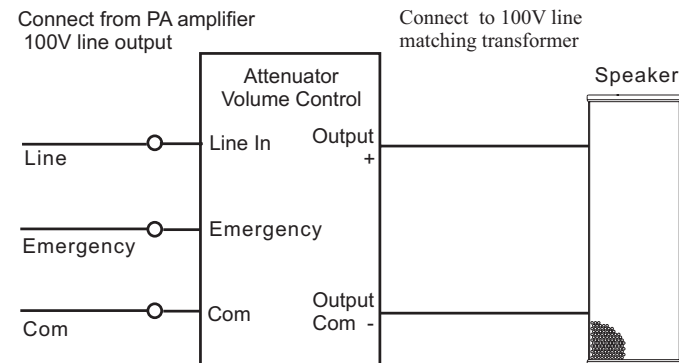 Connect from PA amplifier
100V line output
Connect to 100V line
matching transformer
Attenuator
Volume Control
Speaker
Line
Line In
Output
+
Emergency
Emergency
Com
Com
Output
Com -